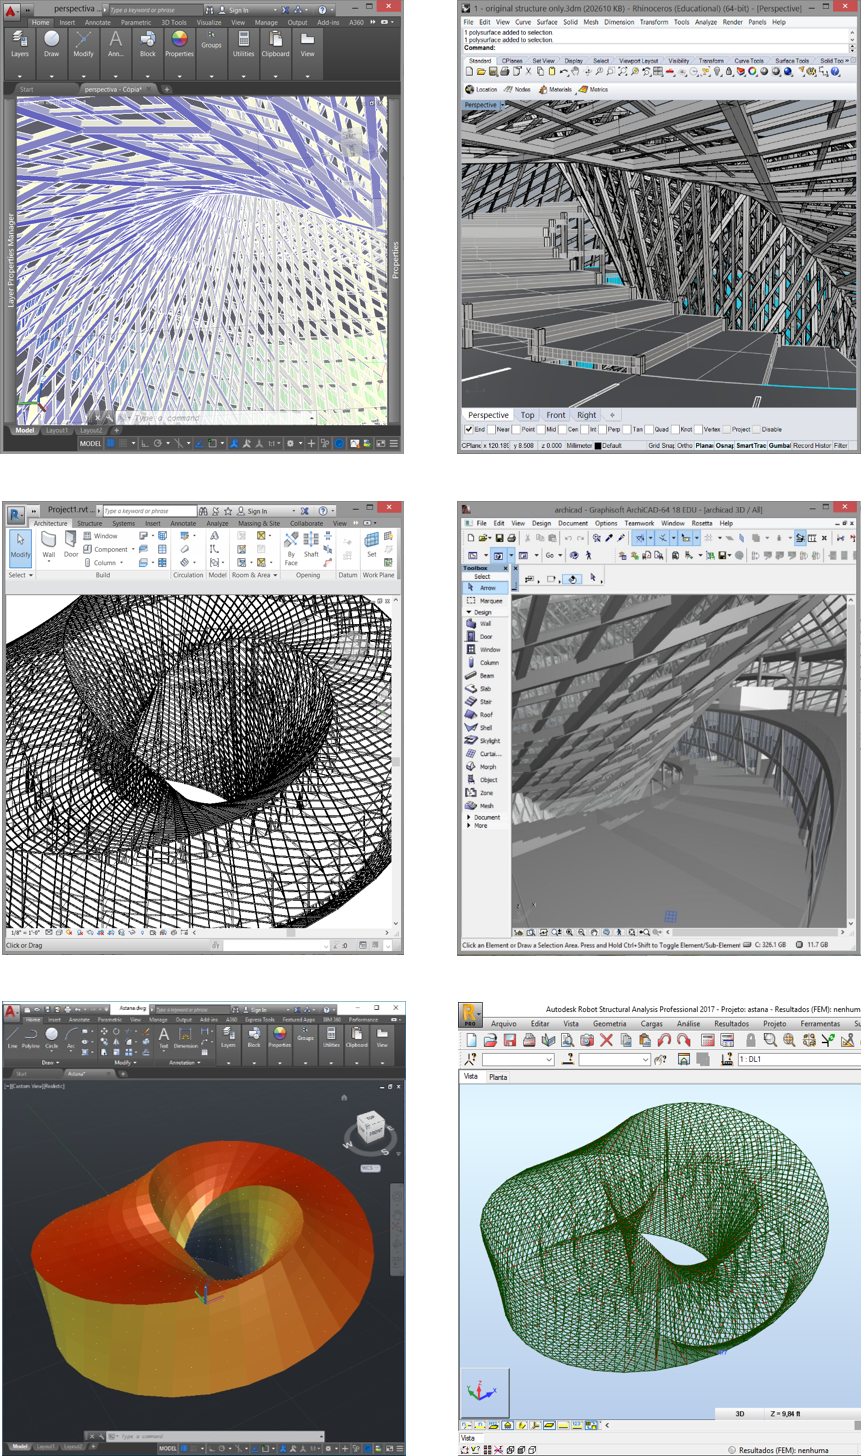 perspectiva ...
Type a keyword or phrase
Sign In
Home Insert Annotate Parametric 3D Tools Visualize View Manage Output Add-ins A360
Layers Draw Modify Ann... Block Properties Groups Utilities Clipboard View
Start perspectiva - Cópia*
Layer Properties Manager
Properties
Type a command
Model Layout1 Layout2
MODEL 1:1
1 - original structure only.3dm (202610 KB) - Rhinoceros (Educational) (64-bit) - [Perspective]
File Edit View Curve Surface Solid Mesh Dimension Transform Tools Analyze Render Panels Help
1 polysurface added to selection.
1 polysurface added to selection.
Command:
Standard CPlanes Set View Display Select Viewport Layout Visibility Transform Curve Tools Surface Tools Solid Too
Location Nodes Materials Metrics
Perspective
Perspective Top Front Right
End Near Point Mid Cen Int Perp Tan Quad Knot Vertex Project Disable
CPlane x 120.189 y 8.508 z 0.000 Millimeter Default Grid Snap Ortho Planar Osnap SmartTrac Gumbal Record Histor Filter
Project1.rvt ...
Type a keyword or phrase
Sign In
Architecture Structure Systems Insert Annotate Analyze Massing & Site Collaborate View
Modify Wall Door Window Component Column By Face Shaft Set
Select Build Circulation Model Room & Area Opening Datum Work Plane
1/8" = 1'-0"
Click or Drag
:0
archicad - Graphisoft ArchiCAD-64 18 EDU - [archicad 3D / All]
File Edit View Design Document Options Teamwork Window Rosetta Help
Go
Toolbox
Select
Arrow
Marquee
Design
Wall
Door
Window
Column
Beam
Slab
Stair
Roof
Shell
Skylight
Curtai...
Morph
Object
Zone
Mesh
Document
More
Click an Element or Draw a Selection Area. Press and Hold Ctrl+Shift to Toggle Element/Sub-Element C: 326.1 GB 11.7 GB
Astana.dwg
Type a keyword or phrase
Sign In
Home Insert Annotate Parametric View Manage Output Add-ins A360 Express Tools Featured Apps BIM 360 Performance
Line Polyline Circle Arc Text Dimension Layers Block Properties Groups Utilities Clipboard View
Draw Modify Annotation
Start Astana*
[-][Custom View][Realistic]
TOP
FRONT
W
S
E
WCS
Type a command
Model Layout1 Layout2
MODEL
Autodesk Robot Structural Analysis Professional 2017 - Projeto: astana - Resultados (FEM): nenhuma
PRO
Arquivo Editar Vista Geometria Cargas Análise Resultados Projeto Ferramentas
1 : DL1
Vista Planta
Z
Y
X
3D Z = 9,84 ft
Vista
Resultados (FEM): nenhuma